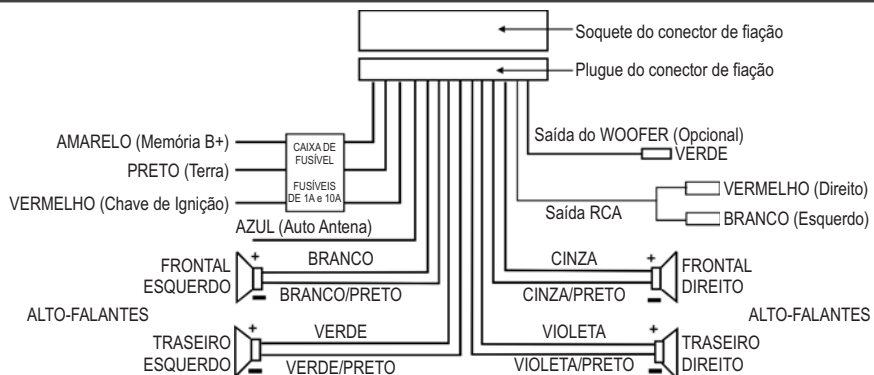 Soquete do conector de fiação
Plugue do conector de fiação
AMARELO (Memória B+)
PRETO (Terra)
VERMELHO (Chave de Ignição)
CAIXA DE
FUSÍVEL
FUSÍVEIS
DE 1A e 10A
AZUL (Auto Antena)
Saída do WOOFER (Opcional)
VERDE
VERMELHO (Direito)
Saída RCA
BRANCO (Esquerdo)
+
BRANCO
FRONTAL
ESQUERDO
BRANCO/PRETO
CINZA
+
FRONTAL
DIREITO
CINZA/PRETO
ALTO-FALANTES
ALTO-FALANTES
+
VERDE
TRASEIRO
ESQUERDO
VERDE/PRETO
VIOLETA
+
TRASEIRO
DIREITO
VIOLETA/PRETO